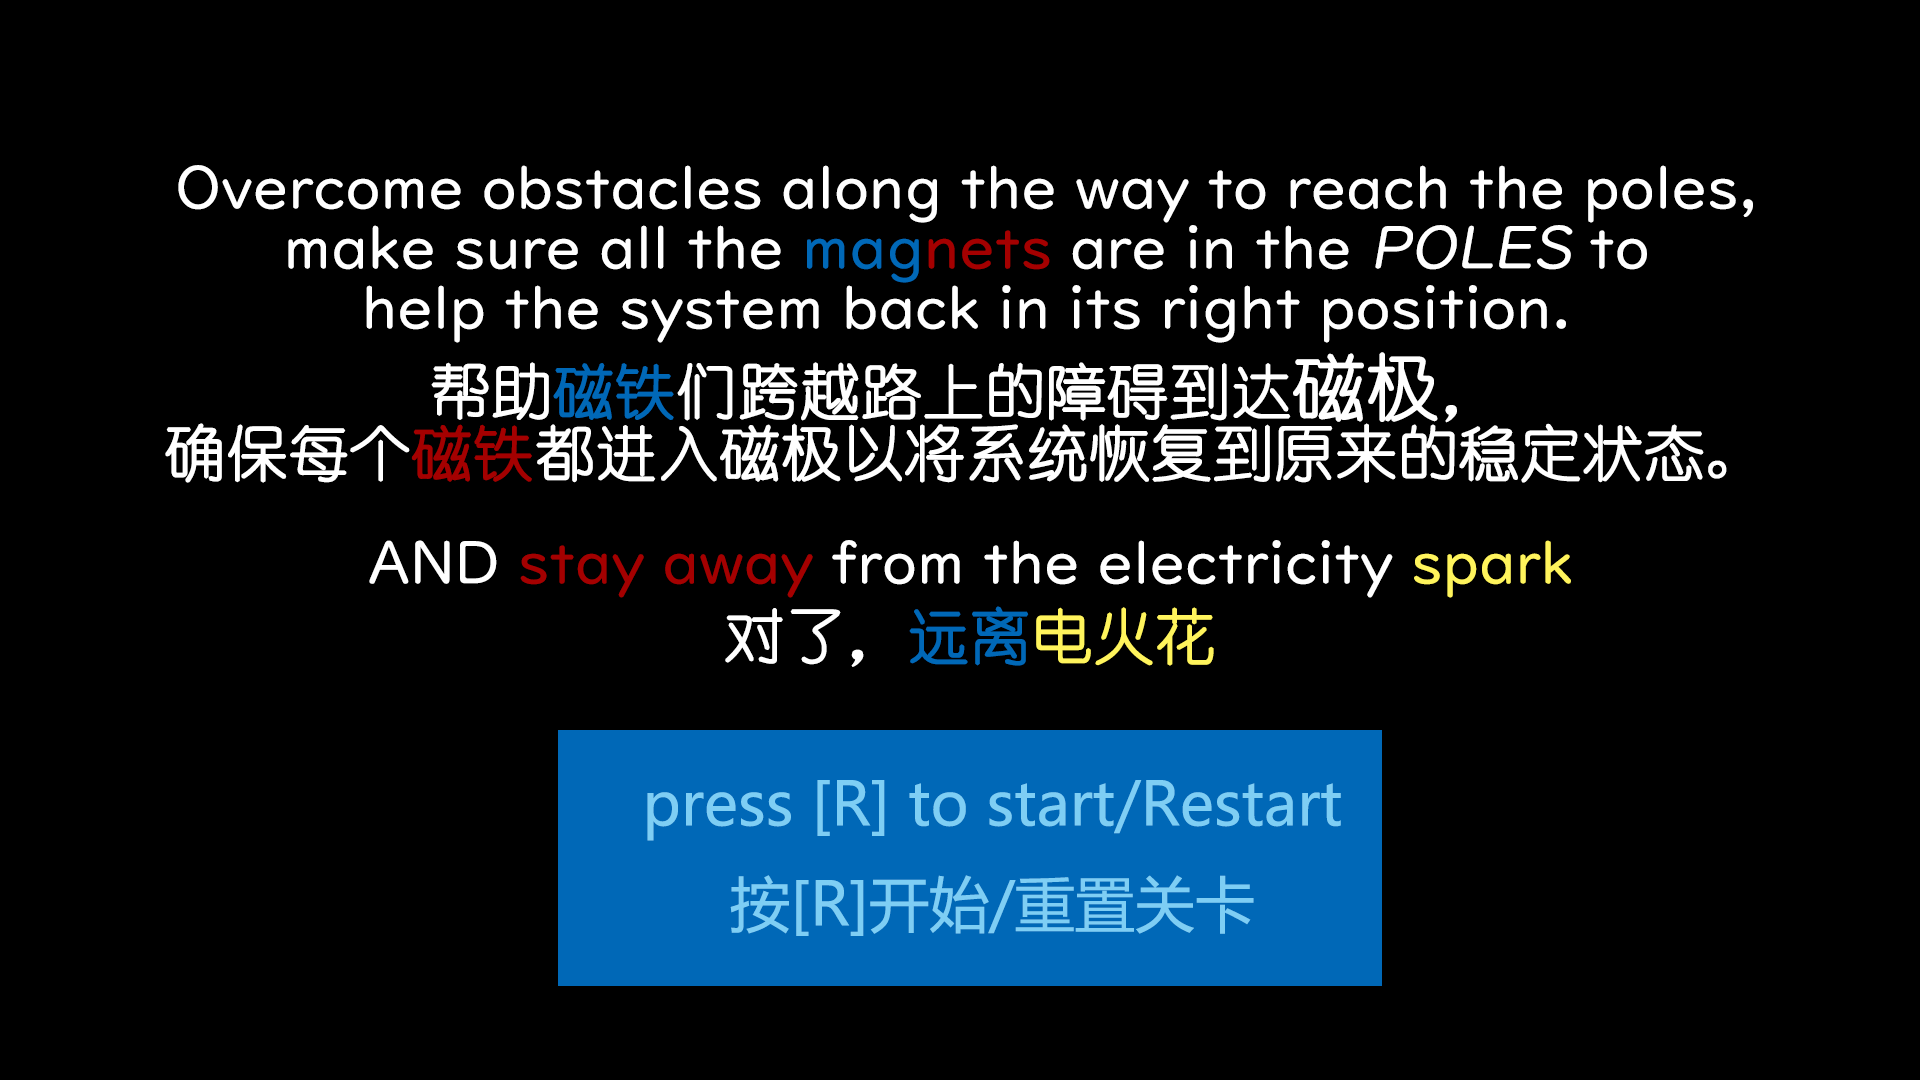 Overcome obstacles along the way to reach the poles,
make sure all the magnets are in the POLES to
help the system back in its right position.
帮助磁铁们跨越路上的障碍到达磁极，
确保每个磁铁都进入磁极以将系统恢复到原来的稳定状态。
AND stay away from the electricity spark
对了，远离电火花
press [R] to start/Restart
按[R]开始/重置关卡